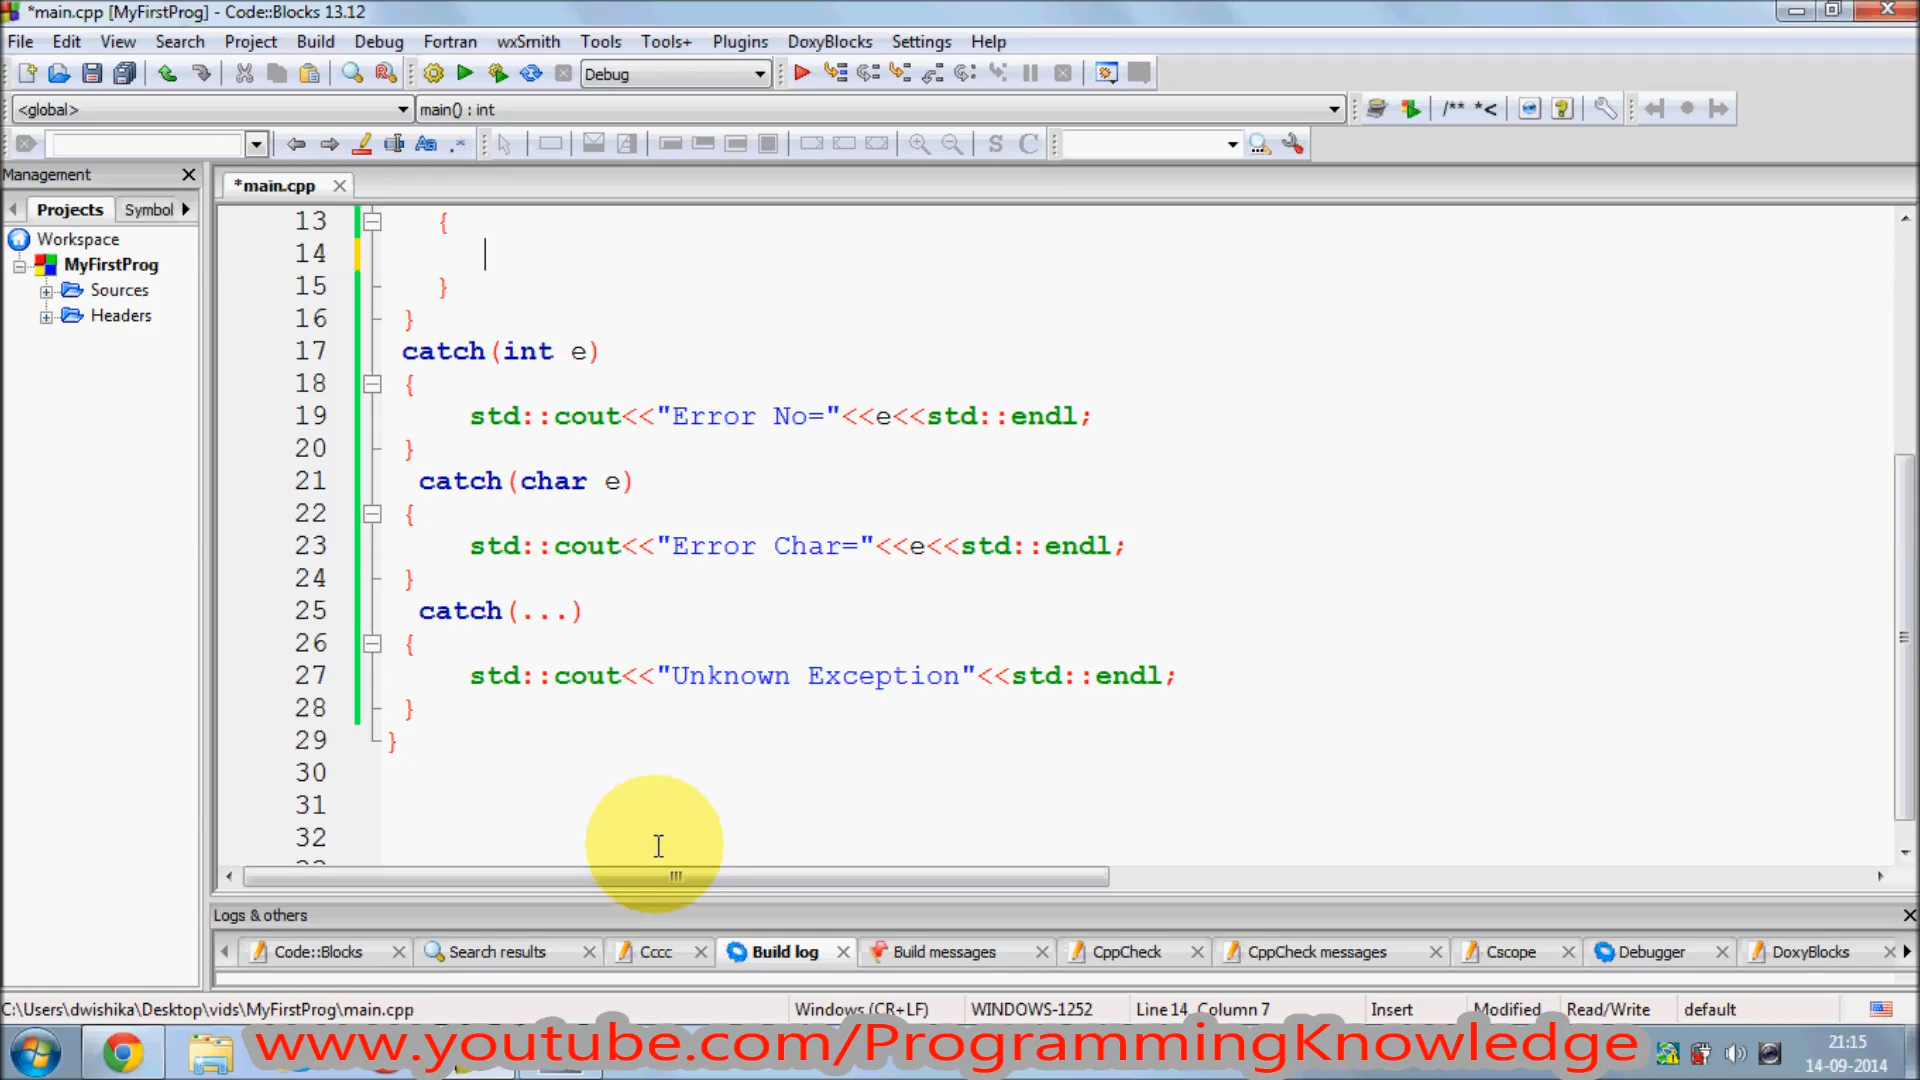 *main.cpp [MyFirstProg] - Code::Blocks 13.12
File Edit View Search Project Build Debug Fortran wxSmith Tools Tools+ Plugins DoxyBlocks Settings Help
Debug
<global> main() : int /** *<
S C
Management
*main.cpp
Projects Symbol
Workspace
MyFirstProg
Sources
Headers
13 {
14
15 }
16 }
17 catch(int e)
18 {
19 std::cout<<"Error No="<<e<<std::endl;
20 }
21 catch(char e)
22 {
23 std::cout<<"Error Char="<<e<<std::endl;
24 }
25 catch(...)
26 {
27 std::cout<<"Unknown Exception"<<std::endl;
28 }
29 }
30
31
32
Logs & others
Code::Blocks Search results Cccc Build log Build messages CppCheck CppCheck messages Cscope Debugger DoxyBlocks
C:\Users\dwishika\Desktop\vids\MyFirstProg\main.cpp Windows (CR+LF) WINDOWS-1252 Line 14, Column 7 Insert Modified Read/Write default
www.youtube.com/ProgrammingKnowledge
21:15
14-09-2014